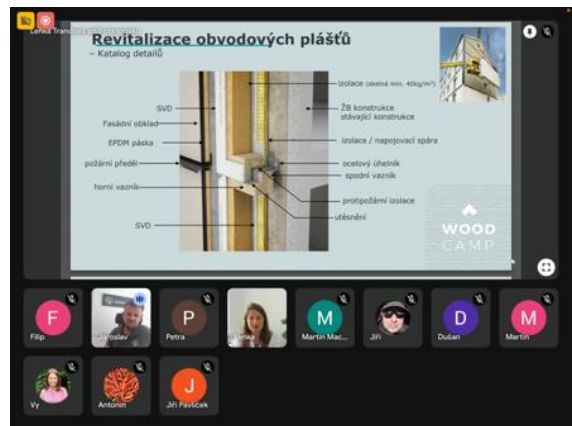 Revitalizace obvodových plášťů
– Katalog detailů
izolace (skelná min. 40kg/m³)
SVD
ŽB konstrukce
stávající konstrukce
Fasádní obklad
EPDM páska
izolace / napojovací spára
požární předěl
ocelový úhelník
spodní vazník
horní vazník
protipožární izolace
utěsnění
SVD
WOOD
CAMP
F
P
M
D
M
Filip
Jaroslav
Petra
Lenka
Martin Mac...
Jiří
Dušan
Martin
J
Vy
Antonín
Jiří Pavlíček